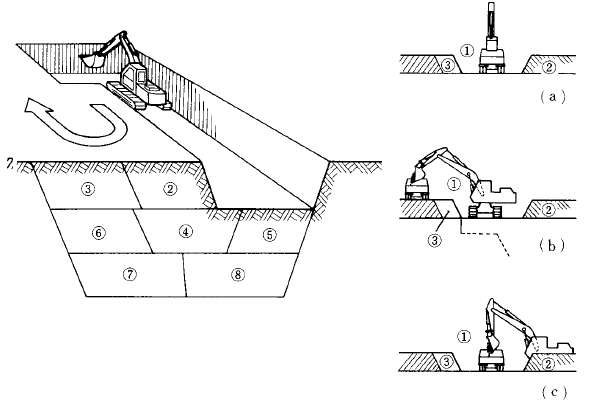 ③ ②
⑥ ④ ⑤
⑦ ⑧
①
③ ②
(a)
①
②
③
(b)
①
③ ②
(c)